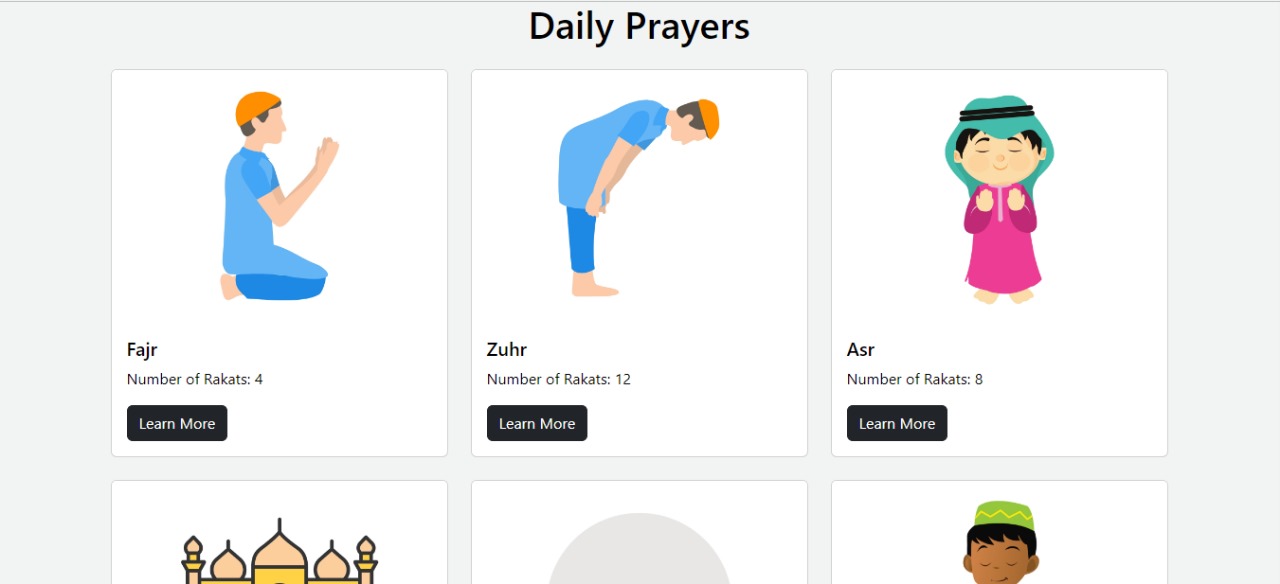 Daily Prayers
Fajr
Number of Rakats: 4
Learn More
Zuhr
Number of Rakats: 12
Learn More
Asr
Number of Rakats: 8
Learn More